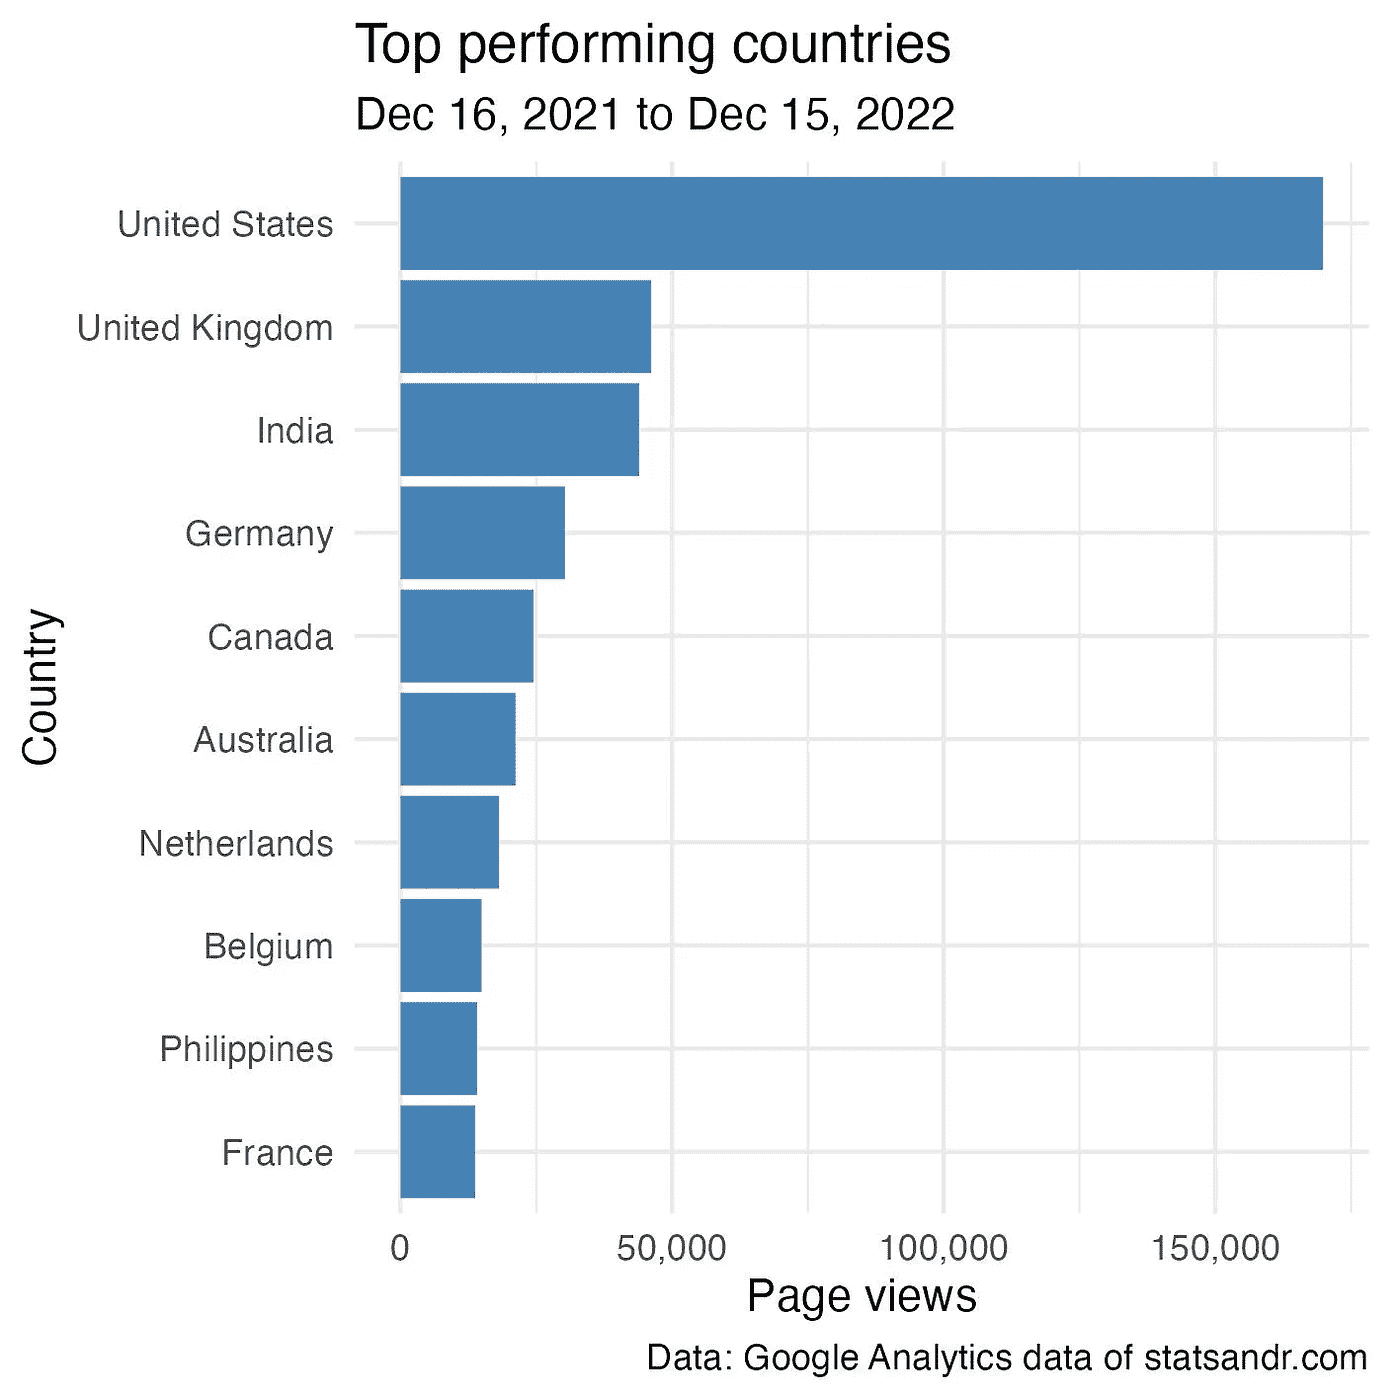 Top performing countries
Dec 16, 2021 to Dec 15, 2022
United States
United Kingdom
India
Germany
Canada
Australia
Netherlands
Belgium
Philippines
France
Country
0 50,000 100,000 150,000
Page views
Data: Google Analytics data of statsandr.com